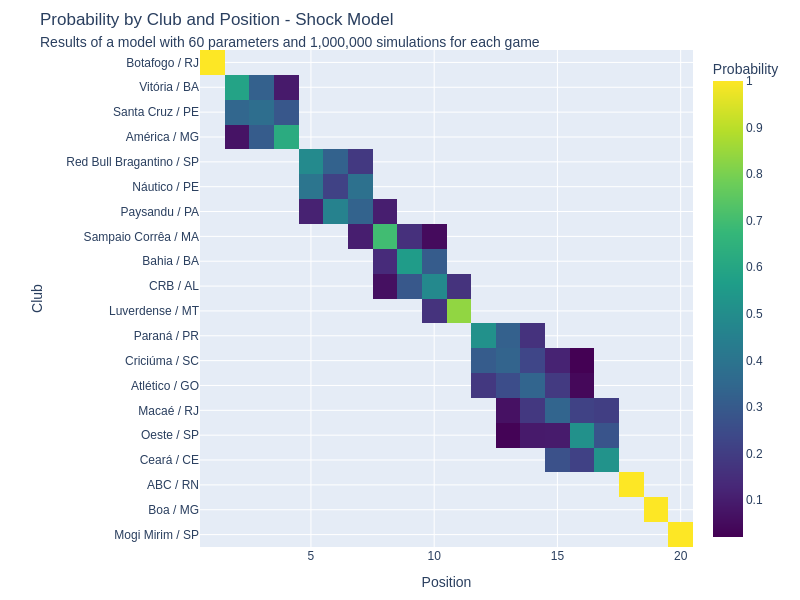 Probability by Club and Position - Shock Model
Results of a model with 60 parameters and 1,000,000 simulations for each game
Probability
Botafogo / RJ
Vitória / BA
Santa Cruz / PE
América / MG
Red Bull Bragantino / SP
Náutico / PE
Paysandu / PA
Sampaio Corrêa / MA
Bahia / BA
CRB / AL
Luverdense / MT
Paraná / PR
Criciúma / SC
Atlético / GO
Macaé / RJ
Oeste / SP
Ceará / CE
ABC / RN
Boa / MG
Mogi Mirim / SP
Club
5
10
15
20
Position
1
0.9
0.8
0.7
0.6
0.5
0.4
0.3
0.2
0.1